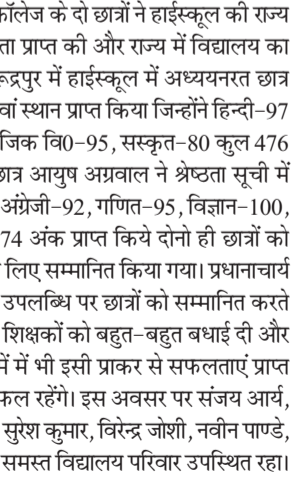 कॉलेज के दो छात्रों ने हाईस्कूल की राज्य
ता प्राप्त की और राज्य में विद्यालय का
रूद्रपुर में हाईस्कूल में अध्ययनरत छात्र
वां स्थान प्राप्त किया जिन्होंने हिन्दी-97
जिक वि0-95, सस्कृत-80 कुल 476
छात्र आयुष अग्रवाल ने श्रेष्ठता सूची में
अंग्रेजी-92, गणित-95, विज्ञान-100,
74 अंक प्राप्त किये दोनो ही छात्रों को
लिए सम्मानित किया गया। प्रधानाचार्य
उपलब्धि पर छात्रों को सम्मानित करते
शिक्षकों को बहुत-बहुत बधाई दी और
में में भी इसी प्राकर से सफलताएं प्राप्त
फल रहेंगे। इस अवसर पर संजय आर्य,
सुरेश कुमार, विरेन्द्र जोशी, नवीन पाण्डे,
समस्त विद्यालय परिवार उपस्थित रहा।